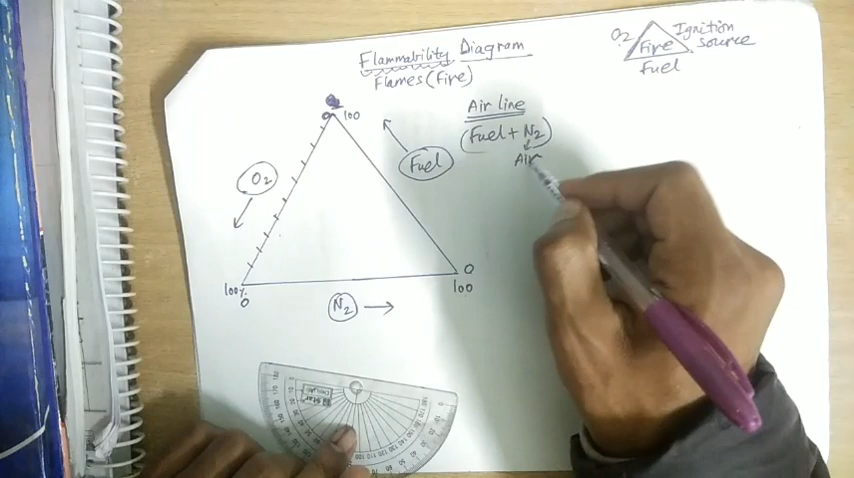 Flammability Diagram
Flames (Fire)
O2
Ignition
Source
Fire
Fuel
Air line
(Fuel + N2)
Air
0
100
O2
Fuel
100%
0
N2
0
100